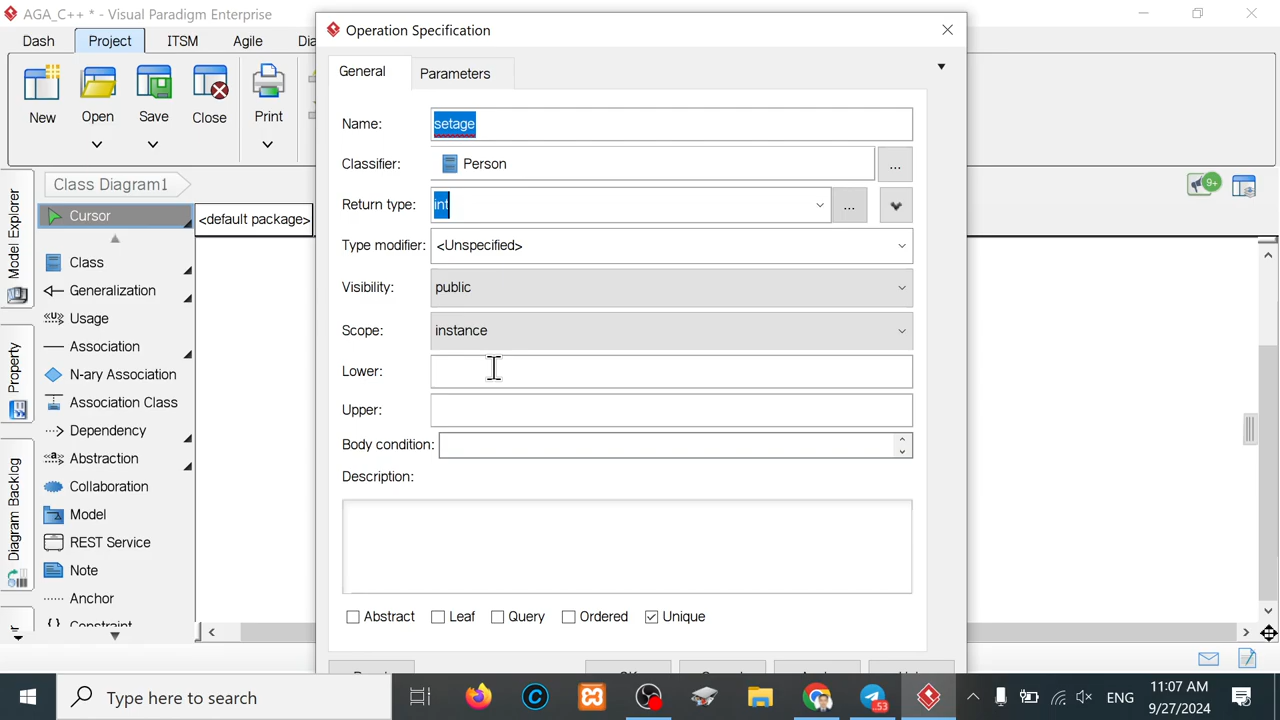 AGA_C++ * - Visual Paradigm Enterprise
Dash
Project
ITSM
Agile
Dia
New
Open
Save
Close
Print
Class Diagram1
9+
Model Explorer
Property
Diagram Backlog
Cursor
<default package>
Class
Generalization
Usage
Association
N-ary Association
Association Class
Dependency
Abstraction
Collaboration
Model
REST Service
Note
Anchor
Constraint
Operation Specification
General
Parameters
Name:
setage
Classifier:
Person
...
Return type:
int
...
Type modifier:
<Unspecified>
Visibility:
public
Scope:
instance
Lower:
Upper:
Body condition:
Description:
Abstract
Leaf
Query
Ordered
Unique
Type here to search
53
ENG
11:07 AM
9/27/2024